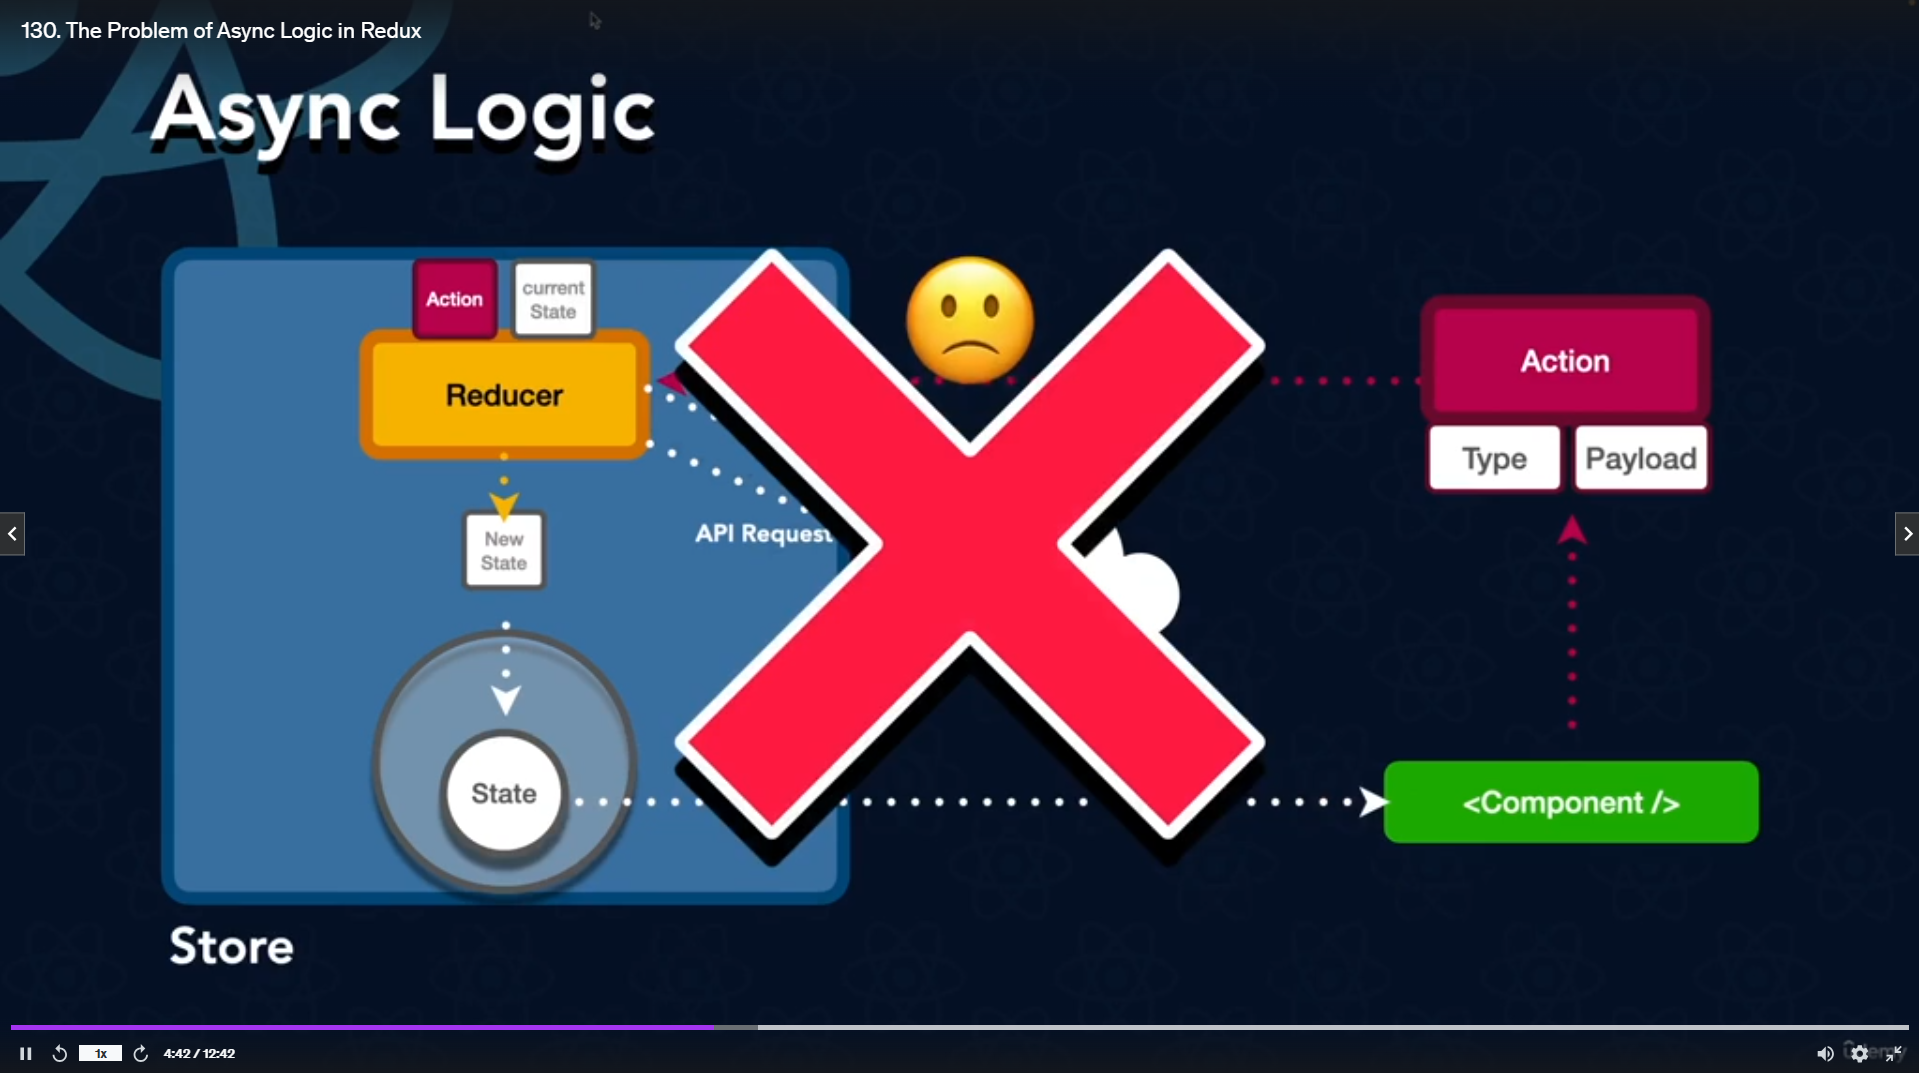 130. The Problem of Async Logic in Redux
Async Logic
Action
current
State
Reducer
New
State
API Request
State
Store
Action
Type
Payload
<Component />
1x
4:42 / 12:42
ûdemy